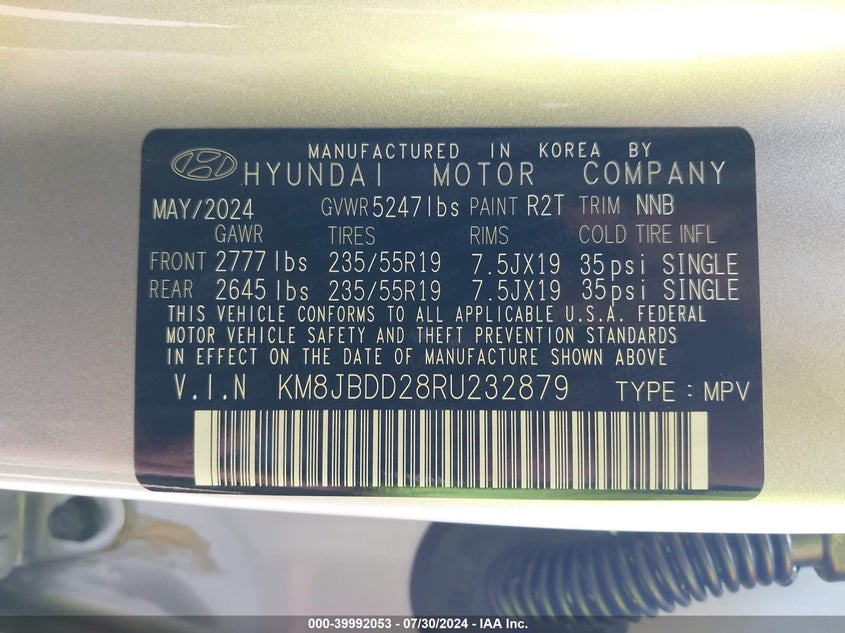 MANUFACTURED IN KOREA BY
HYUNDAI MOTOR COMPANY
MAY/2024 GVWR 5247lbs PAINT R2T TRIM NNB
GAWR TIRES RIMS COLD TIRE INFL
FRONT 2777lbs 235/55R19 7.5JX19 35psi SINGLE
REAR 2645lbs 235/55R19 7.5JX19 35psi SINGLE
THIS VEHICLE CONFORMS TO ALL APPLICABLE U.S.A. FEDERAL
MOTOR VEHICLE SAFETY AND THEFT PREVENTION STANDARDS
IN EFFECT ON THE DATE OF MANUFACTURE SHOWN ABOVE
V.I.N KM8JBDD28RU232879 TYPE : MPV
000-39992053 - 07/30/2024 - IAA Inc.